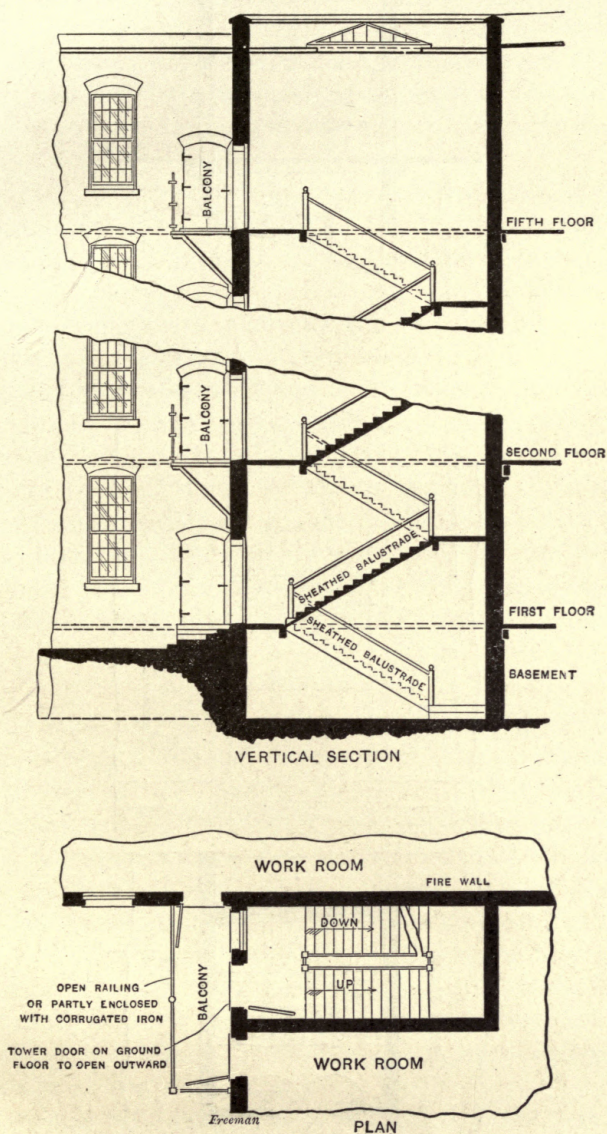 BALCONY
FIFTH FLOOR
BALCONY
SECOND FLOOR
SHEATHED BALUSTRADE
FIRST FLOOR
SHEATHED BALUSTRADE
BASEMENT
VERTICAL SECTION
WORK ROOM
FIRE WALL
DOWN
OPEN RAILING
OR PARTLY ENCLOSED
WITH CORRUGATED IRON
BALCONY
UP
TOWER DOOR ON GROUND
FLOOR TO OPEN OUTWARD
WORK ROOM
Freeman
PLAN